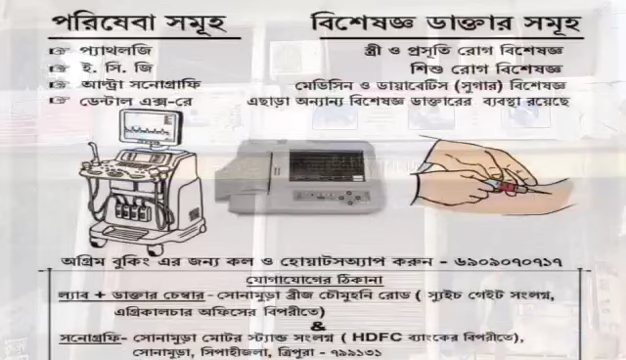 পরিষেবা সমূহ
বিশেষজ্ঞ ডাক্তার সমূহ
☞ প্যাথলজি
☞ ই. সি. জি
☞ আল্ট্রা সনোগ্রাফি
☞ ডেন্টাল এক্স-রে
স্ত্রী ও প্রসূতি রোগ বিশেষজ্ঞ
শিশু রোগ বিশেষজ্ঞ
মেডিসিন ও ডায়াবেটিস (সুগার) বিশেষজ্ঞ
এছাড়া অন্যান্য বিশেষজ্ঞ ডাক্তারের ব্যবস্থা রয়েছে
অগ্রিম বুকিং এর জন্য কল ও হোয়াটসঅ্যাপ করুন - ৬৯০৯০৭০৭১৭
যোগাযোগের ঠিকানা
ল্যাব + ডাক্তার চেম্বার - সোনামুড়া ব্রীজ চৌমুহনি রোড ( স্যুইচ গেইট সংলগ্ন,
এগ্রিকালচার অফিসের বিপরীতে)
&
সনোগ্রফি- সোনামুড়া মোটর স্ট্যান্ড সংলগ্ন ( HDFC ব্যাংকের বিপরীতে),
সোনামুড়া, সিপাহীজলা, ত্রিপুরা - ৭৯৯১৩১